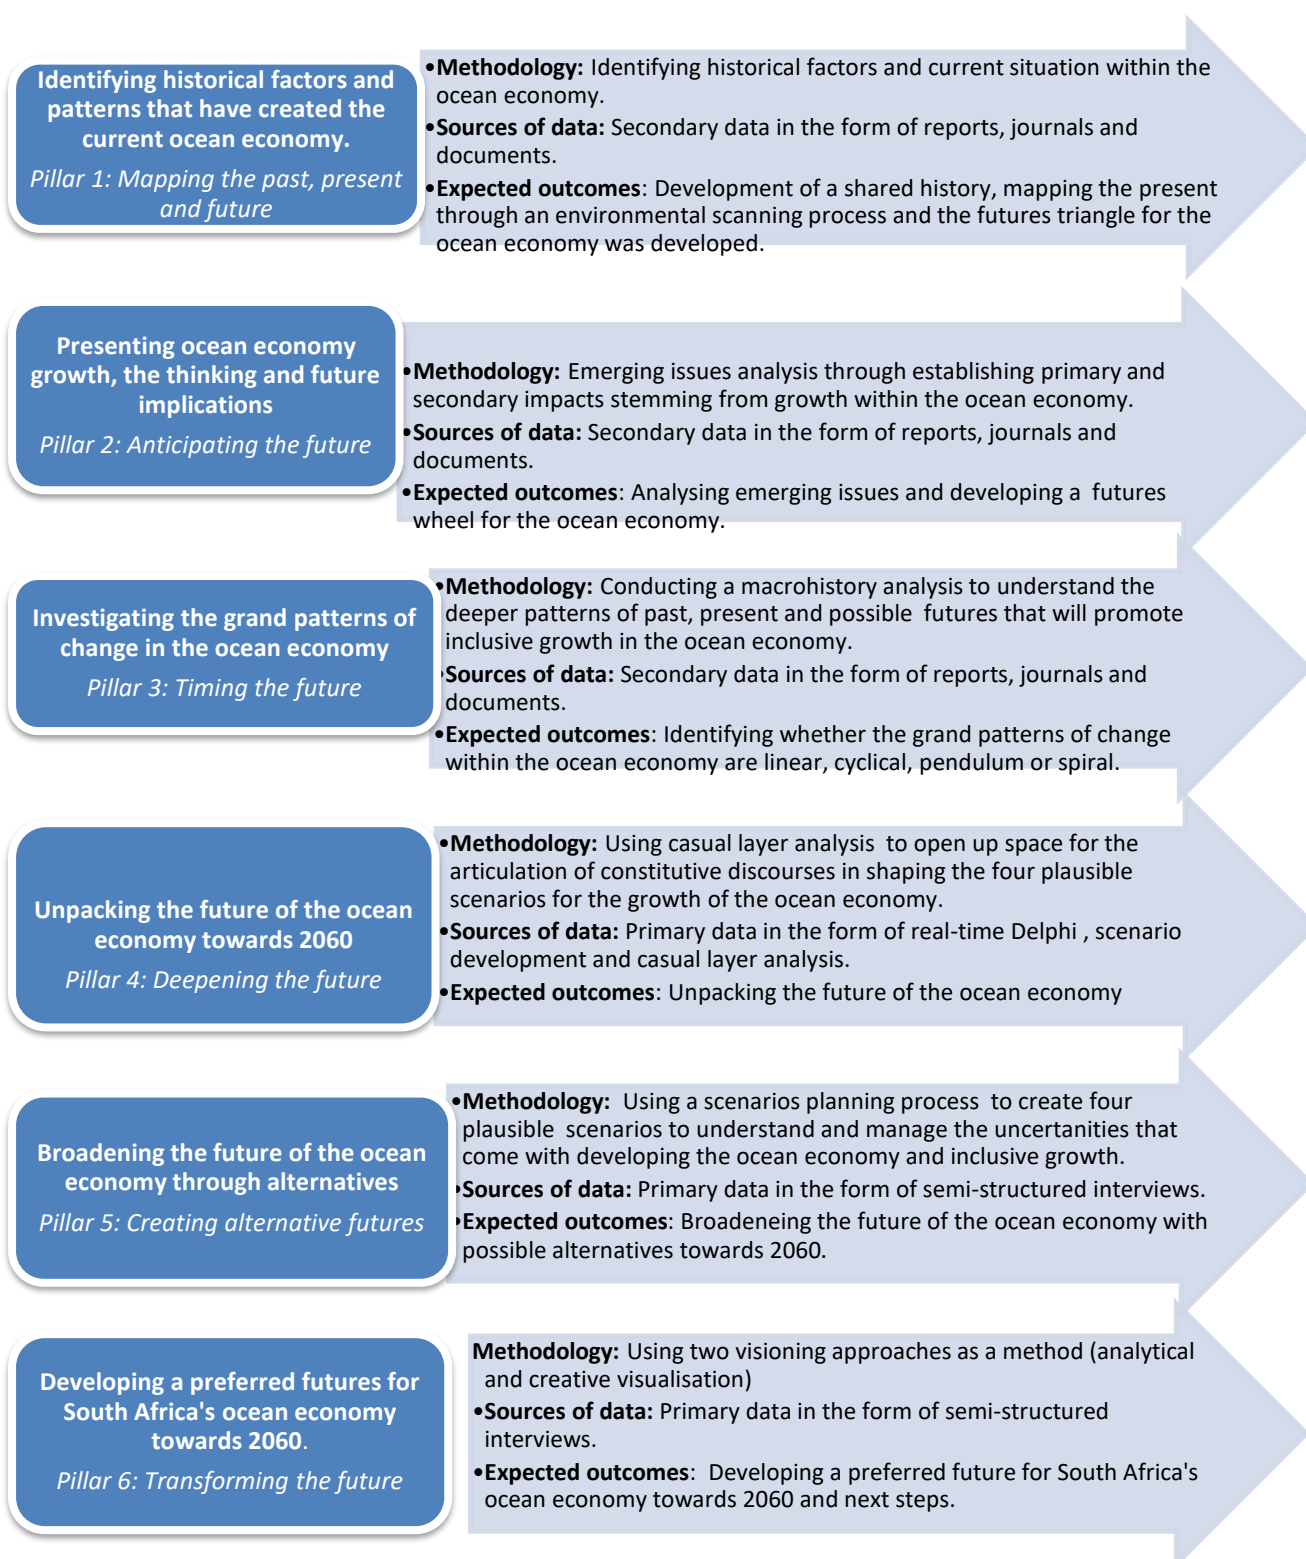 Identifying historical factors and
patterns that have created the
current ocean economy.
Pillar 1: Mapping the past, present
and future
•Methodology: Identifying historical factors and current situation within the
ocean economy.
•Sources of data: Secondary data in the form of reports, journals and
documents.
•Expected outcomes: Development of a shared history, mapping the present
through an environmental scanning process and the futures triangle for the
ocean economy was developed.
Presenting ocean economy
growth, the thinking and future
implications
Pillar 2: Anticipating the future
•Methodology: Emerging issues analysis through establishing primary and
secondary impacts stemming from growth within the ocean economy.
•Sources of data: Secondary data in the form of reports, journals and
documents.
•Expected outcomes: Analysing emerging issues and developing a futures
wheel for the ocean economy.
Investigating the grand patterns of
change in the ocean economy
Pillar 3: Timing the future
•Methodology: Conducting a macrohistory analysis to understand the
deeper patterns of past, present and possible futures that will promote
inclusive growth in the ocean economy.
•Sources of data: Secondary data in the form of reports, journals and
documents.
•Expected outcomes: Identifying whether the grand patterns of change
within the ocean economy are linear, cyclical, pendulum or spiral.
Unpacking the future of the ocean
economy towards 2060
Pillar 4: Deepening the future
•Methodology: Using casual layer analysis to open up space for the
articulation of constitutive discourses in shaping the four plausible
scenarios for the growth of the ocean economy.
•Sources of data: Primary data in the form of real-time Delphi , scenario
development and casual layer analysis.
•Expected outcomes: Unpacking the future of the ocean economy
Broadening the future of the ocean
economy through alternatives
Pillar 5: Creating alternative futures
•Methodology: Using a scenarios planning process to create four
plausible scenarios to understand and manage the uncertanities that
come with developing the ocean economy and inclusive growth.
•Sources of data: Primary data in the form of semi-structured interviews.
•Expected outcomes: Broadeneing the future of the ocean economy with
possible alternatives towards 2060.
Developing a preferred futures for
South Africa's ocean economy
towards 2060.
Pillar 6: Transforming the future
Methodology: Using two visioning approaches as a method (analytical
and creative visualisation)
•Sources of data: Primary data in the form of semi-structured
interviews.
•Expected outcomes: Developing a preferred future for South Africa's
ocean economy towards 2060 and next steps.